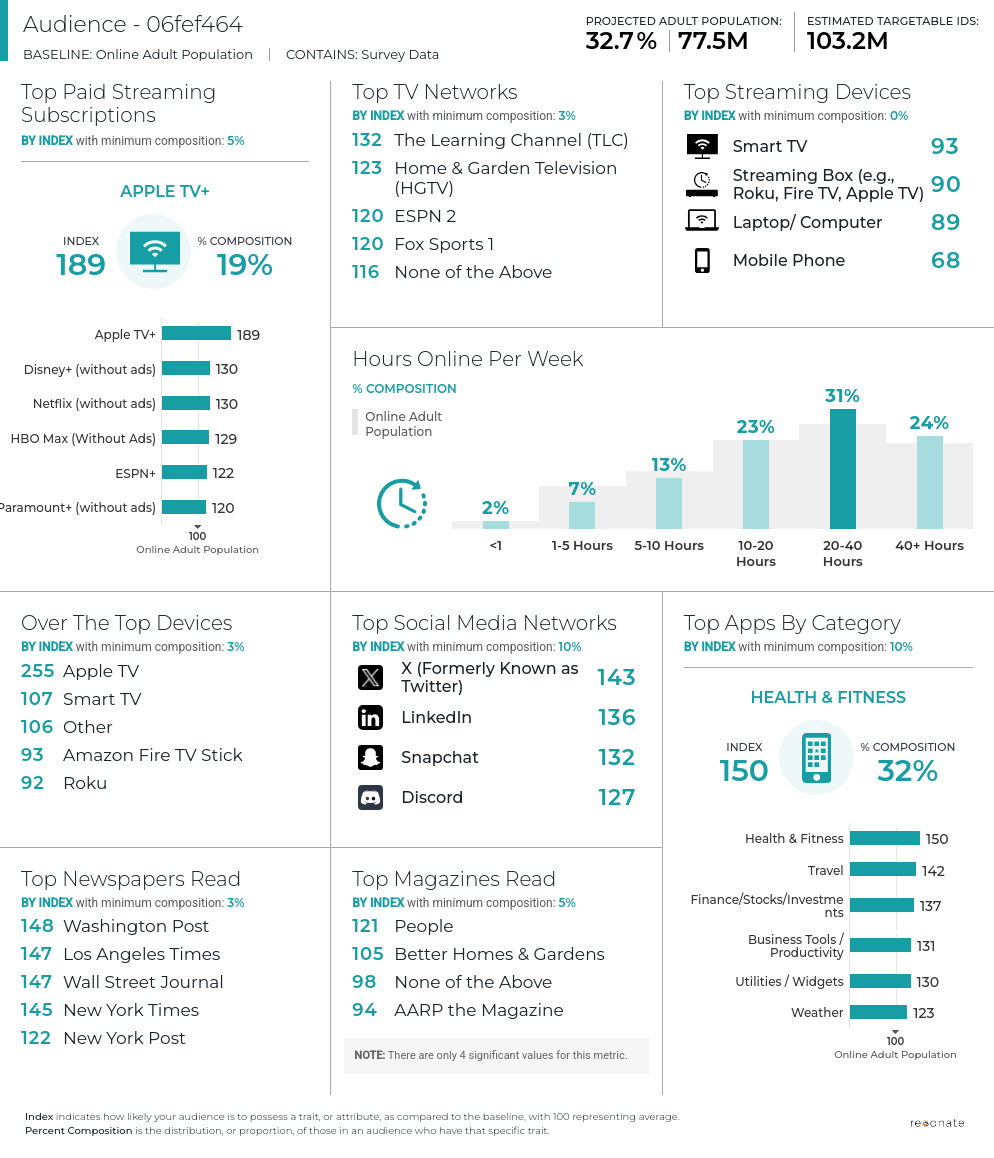 Audience - 06fef464
BASELINE: Online Adult Population | CONTAINS: Survey Data
PROJECTED ADULT POPULATION:
32.7% | 77.5M
ESTIMATED TARGETABLE IDS:
103.2M
Top Paid Streaming
Subscriptions
BY INDEX with minimum composition: 5%
APPLE TV+
INDEX
189
% COMPOSITION
19%
Apple TV+ 189
Disney+ (without ads) 130
Netflix (without ads) 130
HBO Max (Without Ads) 129
ESPN+ 122
Paramount+ (without ads) 120
100
Online Adult Population
Top TV Networks
BY INDEX with minimum composition: 3%
132 The Learning Channel (TLC)
123 Home & Garden Television
(HGTV)
120 ESPN 2
120 Fox Sports 1
116 None of the Above
Top Streaming Devices
BY INDEX with minimum composition: 0%
Smart TV 93
Streaming Box (e.g.,
Roku, Fire TV, Apple TV) 90
Laptop/ Computer 89
Mobile Phone 68
Hours Online Per Week
% COMPOSITION
Online Adult
Population
2%
7%
13%
23%
31%
24%
<1
1-5 Hours
5-10 Hours
10-20
Hours
20-40
Hours
40+ Hours
Over The Top Devices
BY INDEX with minimum composition: 3%
255 Apple TV
107 Smart TV
106 Other
93 Amazon Fire TV Stick
92 Roku
Top Social Media Networks
BY INDEX with minimum composition: 10%
X (Formerly Known as
Twitter) 143
LinkedIn 136
Snapchat 132
Discord 127
Top Apps By Category
BY INDEX with minimum composition: 10%
HEALTH & FITNESS
INDEX
150
% COMPOSITION
32%
Health & Fitness 150
Travel 142
Finance/Stocks/Investme
nts 137
Business Tools /
Productivity 131
Utilities / Widgets 130
Weather 123
100
Online Adult Population
Top Newspapers Read
BY INDEX with minimum composition: 3%
148 Washington Post
147 Los Angeles Times
147 Wall Street Journal
145 New York Times
122 New York Post
Top Magazines Read
BY INDEX with minimum composition: 5%
121 People
105 Better Homes & Gardens
98 None of the Above
94 AARP the Magazine
NOTE: There are only 4 significant values for this metric.
Index indicates how likely your audience is to possess a trait, or attribute, as compared to the baseline, with 100 representing average.
Percent Composition is the distribution, or proportion, of those in an audience who have that specific trait.
resonate